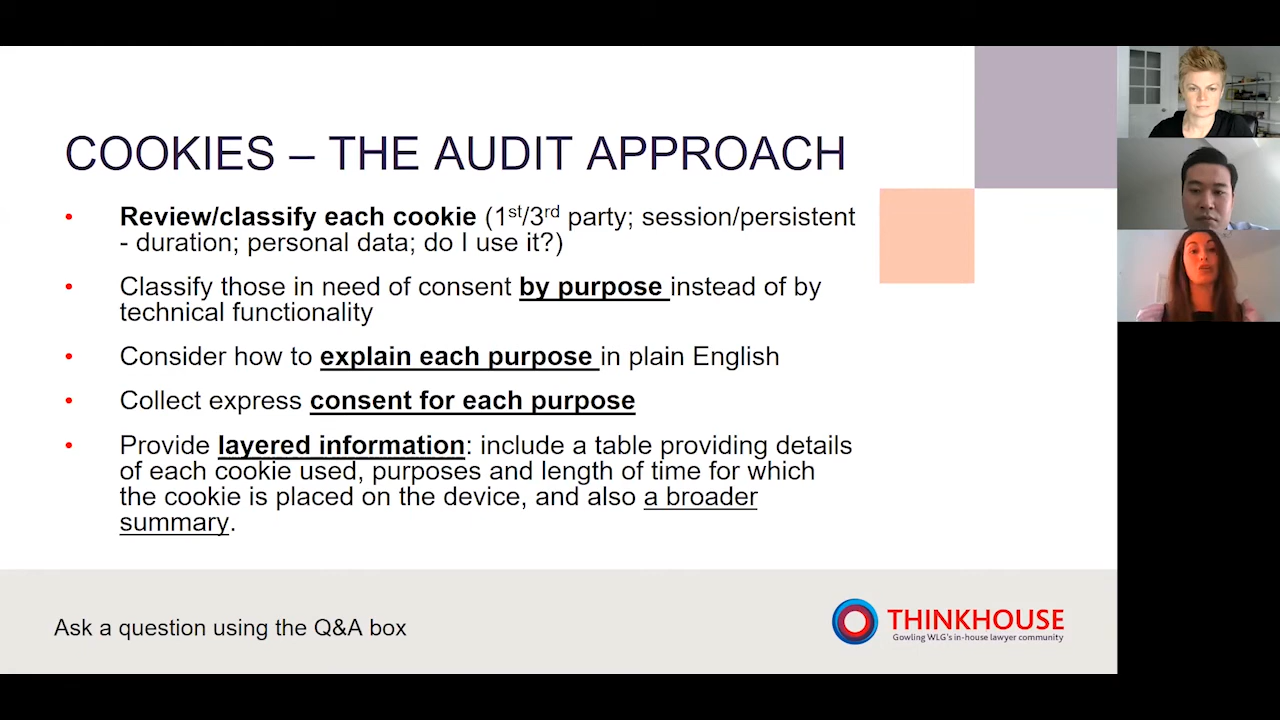 COOKIES – THE AUDIT APPROACH
• Review/classify each cookie (1st/3rd party; session/persistent
- duration; personal data; do I use it?)
• Classify those in need of consent by purpose instead of by
technical functionality
• Consider how to explain each purpose in plain English
• Collect express consent for each purpose
• Provide layered information: include a table providing details
of each cookie used, purposes and length of time for which
the cookie is placed on the device, and also a broader
summary.
Ask a question using the Q&A box
THINKHOUSE
Gowling WLG's in-house lawyer community